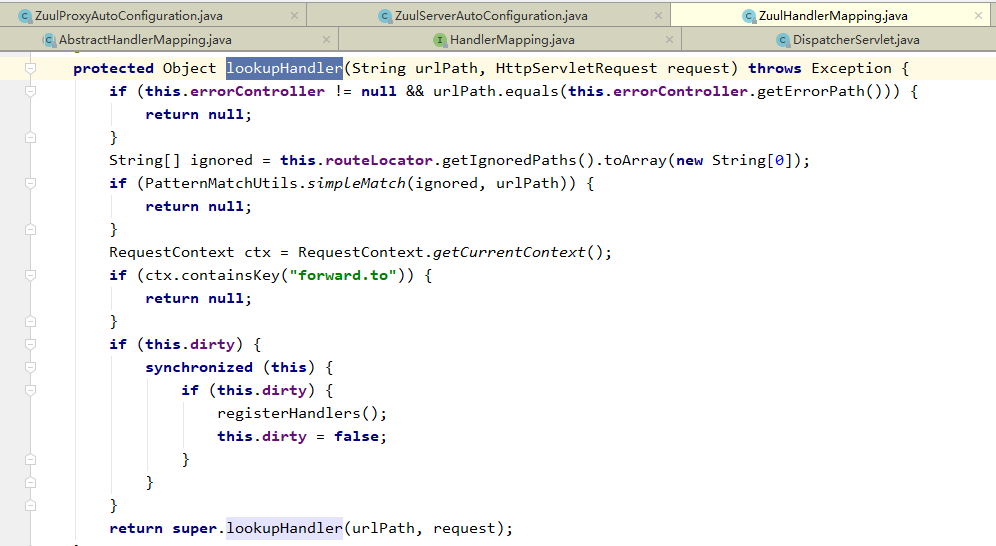 ZuulProxyAutoConfiguration.java ZuulServerAutoConfiguration.java ZuulHandlerMapping.java
AbstractHandlerMapping.java HandlerMapping.java DispatcherServlet.java
protected Object lookupHandler(String urlPath, HttpServletRequest request) throws Exception {
    if (this.errorController != null && urlPath.equals(this.errorController.getErrorPath())) {
        return null;
    }
    String[] ignored = this.routeLocator.getIgnoredPaths().toArray(new String[0]);
    if (PatternMatchUtils.simpleMatch(ignored, urlPath)) {
        return null;
    }
    RequestContext ctx = RequestContext.getCurrentContext();
    if (ctx.containsKey("forward.to")) {
        return null;
    }
    if (this.dirty) {
        synchronized (this) {
            if (this.dirty) {
                registerHandlers();
                this.dirty = false;
            }
        }
    }
    return super.lookupHandler(urlPath, request);